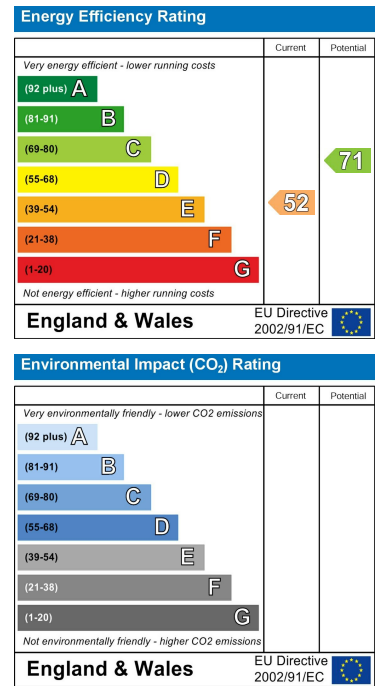 Energy Efficiency Rating
Current Potential
Very energy efficient - lower running costs
(92 plus) A
(81-91) B
(69-80) C
(55-68) D
(39-54) E
(21-38) F
(1-20) G
52
71
Not energy efficient - higher running costs
England & Wales
EU Directive
2002/91/EC
Environmental Impact (CO₂) Rating
Current Potential
Very environmentally friendly - lower CO2 emissions
(92 plus) A
(81-91) B
(69-80) C
(55-68) D
(39-54) E
(21-38) F
(1-20) G
Not environmentally friendly - higher CO2 emissions
England & Wales
EU Directive
2002/91/EC